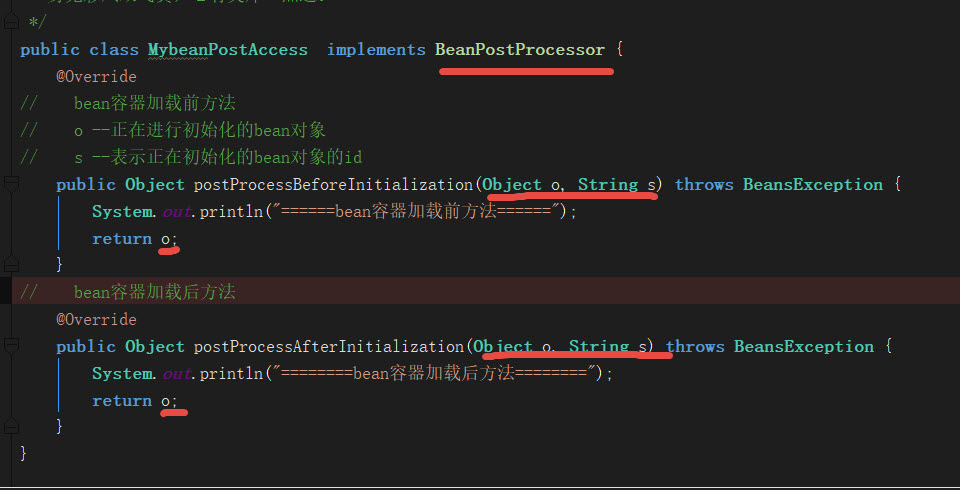 */
public class MybeanPostAccess  implements BeanPostProcessor {
    @Override
//    bean容器加载前方法
//    o --正在进行初始化的bean对象
//    s --表示正在初始化的bean对象的id
    public Object postProcessBeforeInitialization(Object o, String s) throws BeansException {
        System.out.println("======bean容器加载前方法======");
        return o;
    }
//    bean容器加载后方法
    @Override
    public Object postProcessAfterInitialization(Object o, String s) throws BeansException {
        System.out.println("========bean容器加载后方法========");
        return o;
    }
}